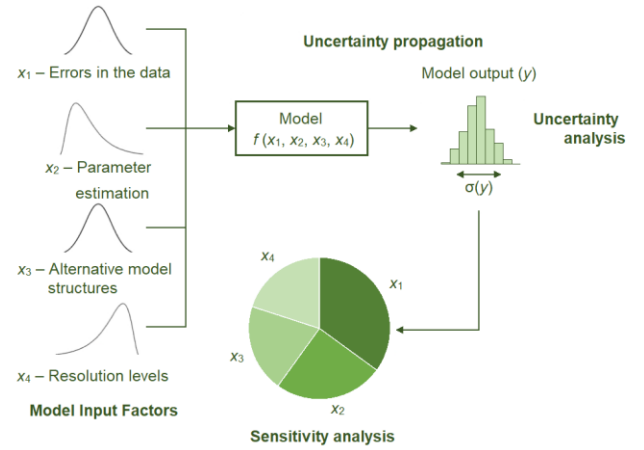 Uncertainty propagation
x₁ – Errors in the data
Model output (y)
Model
f (x₁, x₂, x₃, x₄)
Uncertainty
analysis
x₂ – Parameter
estimation
σ(y)
x₃ – Alternative model
structures
x₄
x₁
x₃
x₄ – Resolution levels
x₂
Model Input Factors
Sensitivity analysis